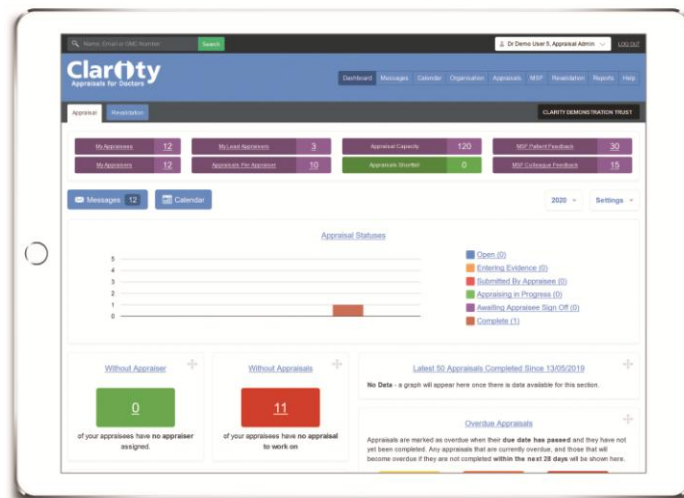 Name, Email or GMC Number
Search
Dr Demo User 5, Appraisal Admin
LOG OUT
Clarity
Appraisals for Doctors
Dashboard Messages Calendar Organisation Appraisals MSF Revalidation Reports Help
Appraisal Revalidation
CLARITY DEMONSTRATION TRUST
My Appraisees 12
My Lead Appraisers 3
Appraisal Capacity 120
MSF Patient Feedback 30
My Appraisers 12
Appraisals Per Appraiser 10
Appraisals Shortfall 0
MSF Colleague Feedback 15
Messages 12
Calendar
2020
Settings
Appraisal Statuses
5
4
3
2
1
0
Open (0)
Entering Evidence (0)
Submitted By Appraisee (0)
Appraising in Progress (0)
Awaiting Appraisee Sign Off (0)
Complete (1)
Without Appraiser
0
of your appraisees have no appraiser
assigned.
Without Appraisals
11
of your appraisees have no appraisal
to work on
Latest 50 Appraisals Completed Since 13/05/2019
No Data - a graph will appear here once there is data available for this section.
Overdue Appraisals
Appraisals are marked as overdue when their due date has passed and they have not
yet been completed. Any appraisals that are currently overdue, and those that will
become overdue if they are not completed within the next 28 days will be shown here.